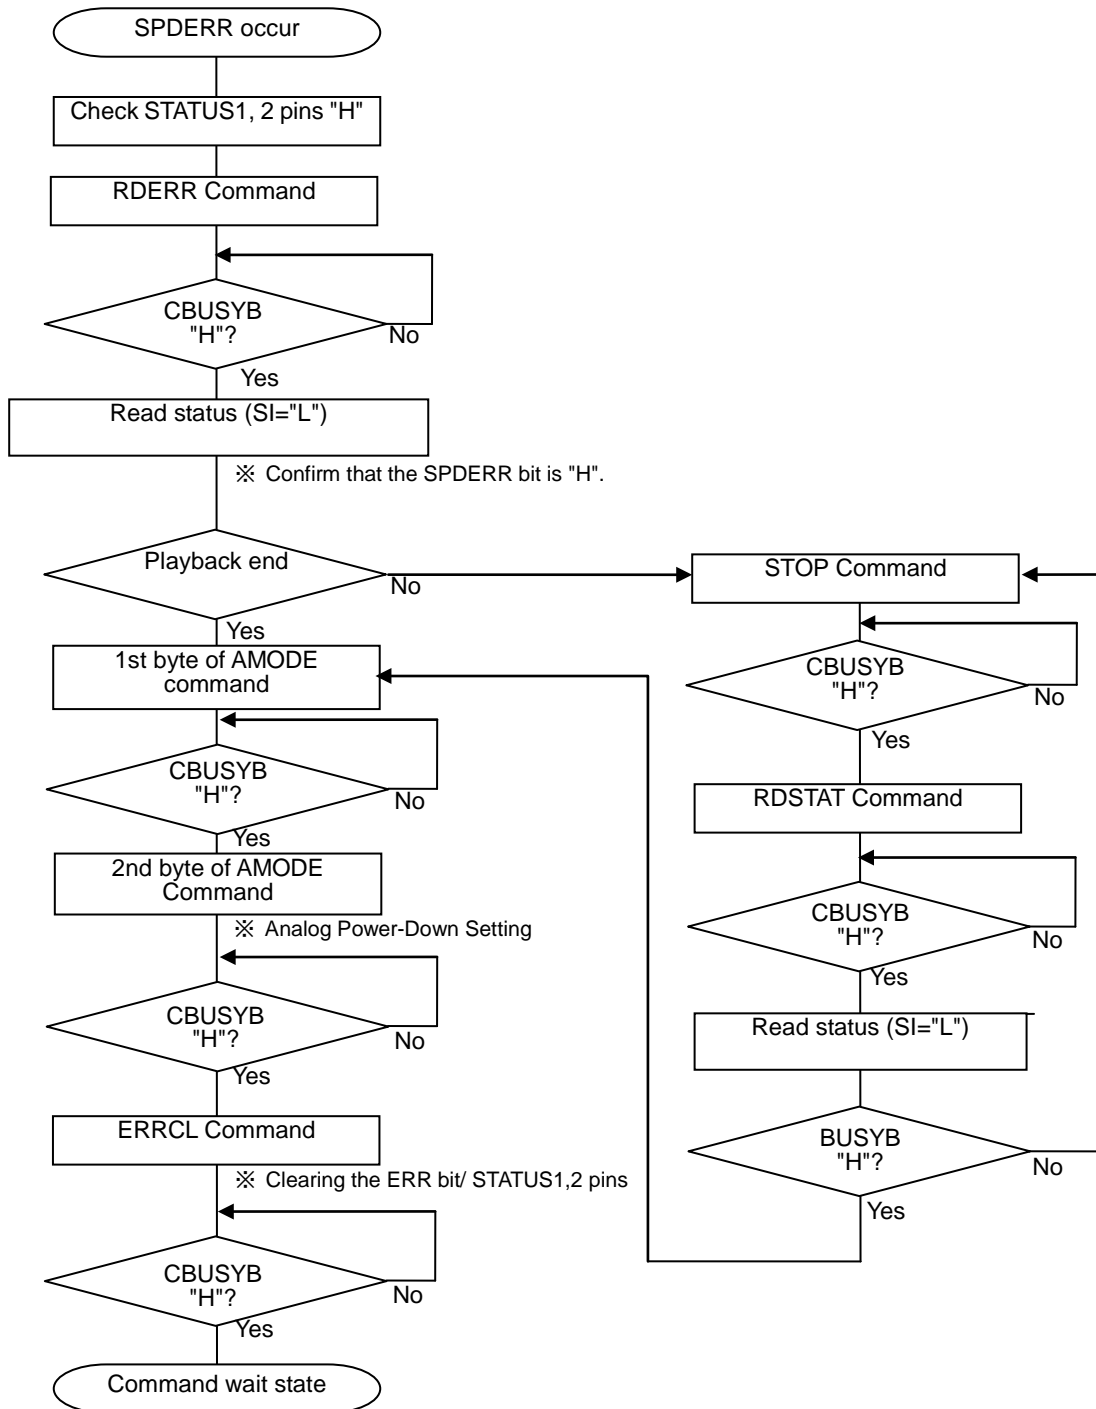 SPDERR occur
Check STATUS1, 2 pins "H"
RDERR Command
CBUSYB
"H"?
No
Yes
Read status (SI="L")
※ Confirm that the SPDERR bit is "H".
Playback end
No
Yes
1st byte of AMODE
command
CBUSYB
"H"?
No
Yes
2nd byte of AMODE
Command
※ Analog Power-Down Setting
CBUSYB
"H"?
No
Yes
ERRCL Command
※ Clearing the ERR bit/ STATUS1,2 pins
CBUSYB
"H"?
No
Yes
Command wait state
STOP Command
CBUSYB
"H"?
No
Yes
RDSTAT Command
CBUSYB
"H"?
No
Yes
Read status (SI="L")
BUSYB
"H"?
No
Yes